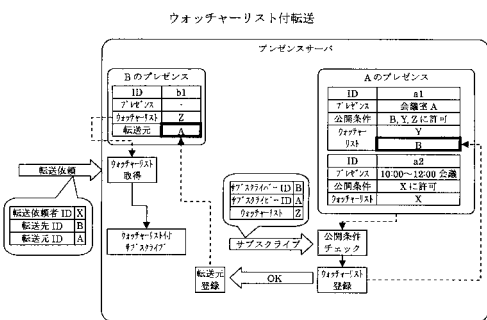 ウォッチャーリスト付転送
プレゼンスサーバ
Bのプレゼンス
ID b1
プレゼンス -
ウォッチャーリスト Z
転送元 A
Aのプレゼンス
ID a1
プレゼンス 会議室A
公開条件 B, Y, Zに許可
ウォッチャーリスト Y
B
ID a2
プレゼンス 10:00〜12:00 会議
公開条件 Xに許可
ウォッチャーリスト X
転送依頼
転送依頼者ID X
転送先ID B
転送元ID A
ウォッチャーリスト
取得
ウォッチャーリスト付
サブスクライブ
サブスクライバーID B
サブスクライビーID A
ウォッチャーリスト Z
サブスクライブ
公開条件
チェック
ウォッチャーリスト
登録
OK
転送元
登録